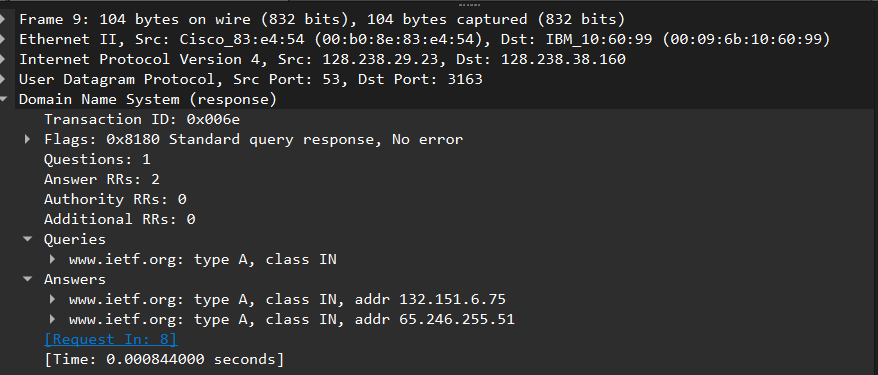 Frame 9: 104 bytes on wire (832 bits), 104 bytes captured (832 bits)
Ethernet II, Src: Cisco_83:e4:54 (00:b0:8e:83:e4:54), Dst: IBM_10:60:99 (00:09:6b:10:60:99)
Internet Protocol Version 4, Src: 128.238.29.23, Dst: 128.238.38.160
User Datagram Protocol, Src Port: 53, Dst Port: 3163
Domain Name System (response)
Transaction ID: 0x006e
Flags: 0x8180 Standard query response, No error
Questions: 1
Answer RRs: 2
Authority RRs: 0
Additional RRs: 0
Queries
www.ietf.org: type A, class IN
Answers
www.ietf.org: type A, class IN, addr 132.151.6.75
www.ietf.org: type A, class IN, addr 65.246.255.51
[Request In: 8]
[Time: 0.000844000 seconds]